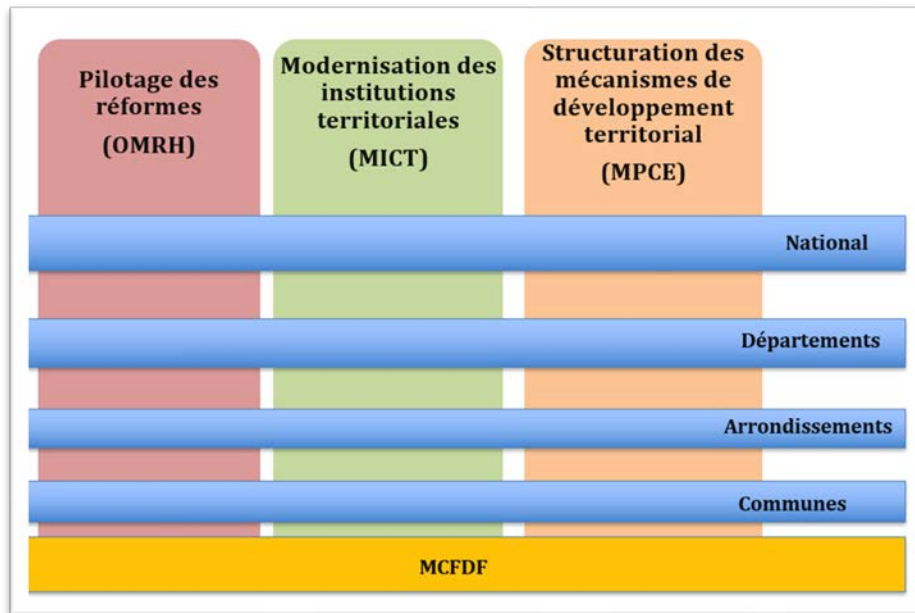 Pilotage des
réformes
(OMRH)
Modernisation des
institutions
territoriales
(MICT)
Structuration des
mécanismes de
développement
territorial
(MPCE)
National
Départements
Arrondissements
Communes
MCFDF